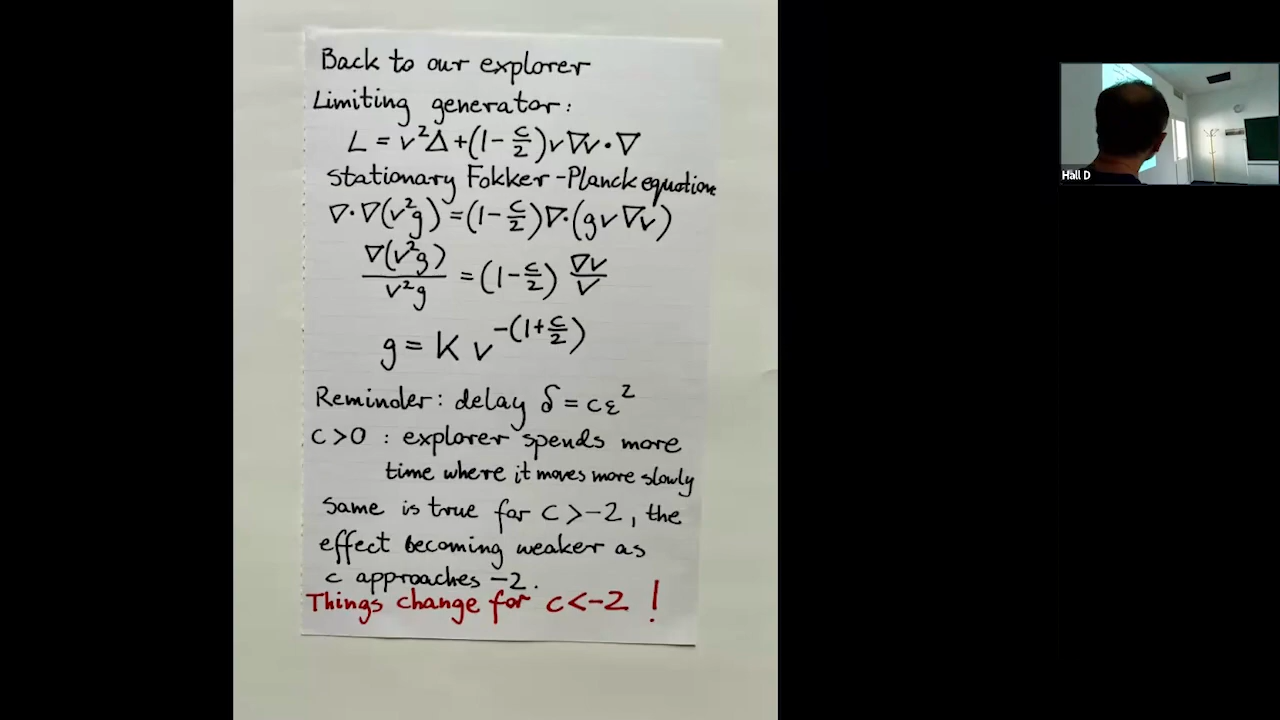 Back to our explorer
Limiting generator:
L = v²Δ + (1 - c/2) v ∇v · ∇
Stationary Fokker-Planck equation
∇·∇(v²g) = (1 - c/2) ∇·(g v ∇v)
∇(v²g)/v²g = (1 - c/2) ∇v/v
g = K v^-(1 + c/2)
Reminder: delay δ = cε²
c > 0 : explorer spends more
time where it moves more slowly
Same is true for c > -2, the
effect becoming weaker as
c approaches -2.
Things change for c < -2 !
Hall D